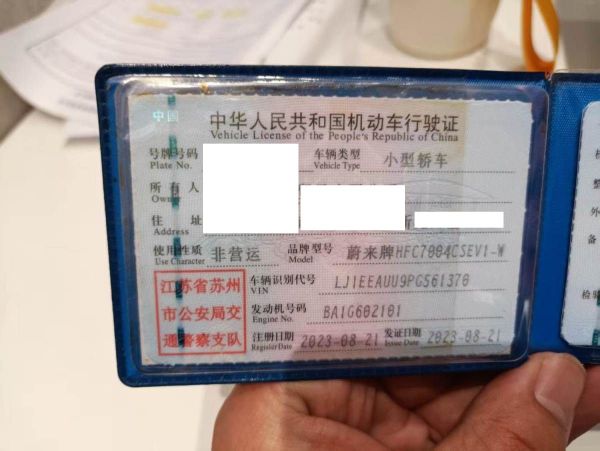 中国
中华人民共和国机动车行驶证
Vehicle License of the People's Republic of China
号牌号码 车辆类型 小型轿车
Plate No. Vehicle Type
所有人
Owner
住 址
Address
使用性质 非营运 品牌型号 蔚来牌HFC7004CSEV1-W
Use Character Model
江苏省苏州 车辆识别代号 LJ1EEAUU9PG561370
VIN
市公安局交 发动机号码 BA1G602101
Engine No.
通警察支队 注册日期 2023-08-21 发证日期 2023-08-21
Register Date Issue Date